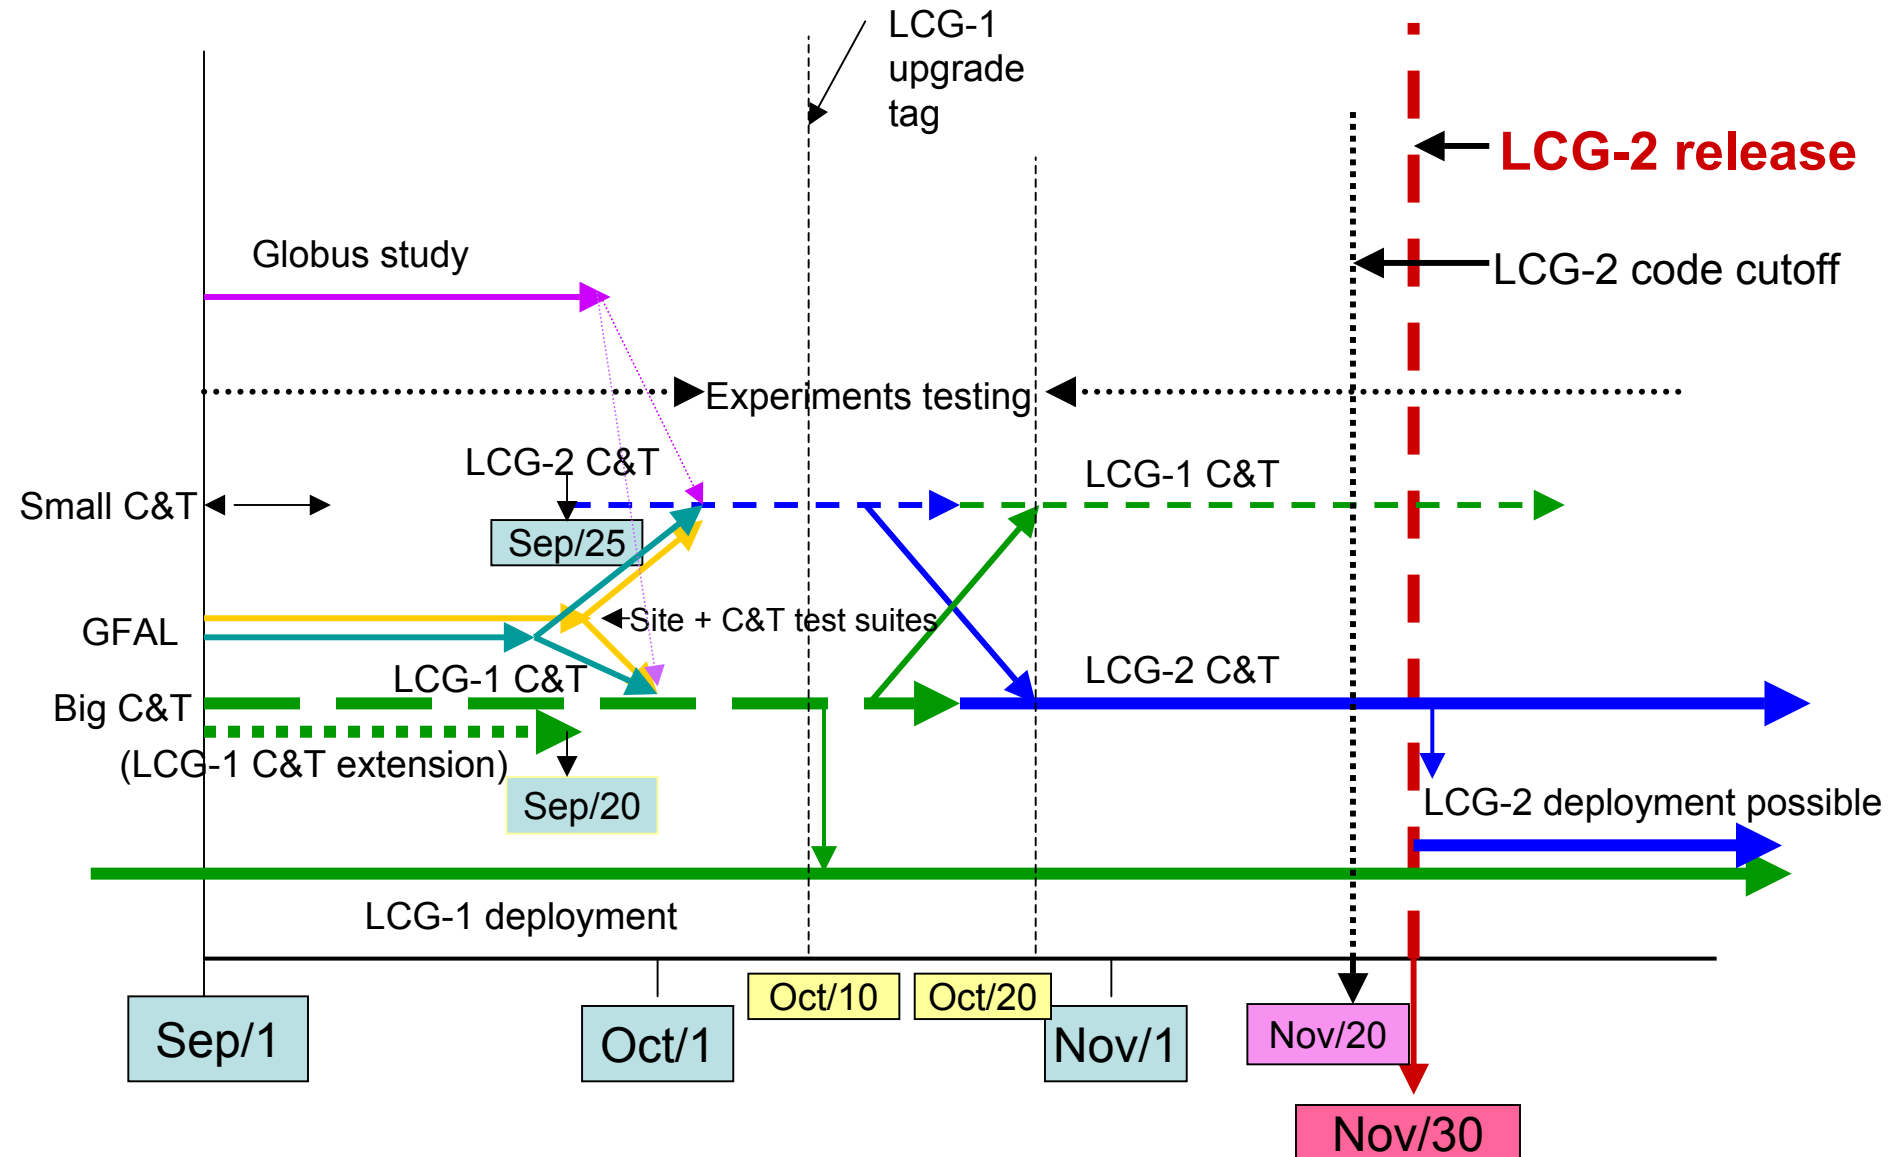 LCG-1
upgrade
tag
LCG-2 release
Globus study
LCG-2 code cutoff
Experiments testing
LCG-2 C&T
LCG-1 C&T
Small C&T
Sep/25
Site + C&T test suites
GFAL
LCG-1 C&T
LCG-2 C&T
Big C&T
(LCG-1 C&T extension)
Sep/20
LCG-2 deployment possible
LCG-1 deployment
Oct/10
Oct/20
Sep/1
Oct/1
Nov/1
Nov/20
Nov/30